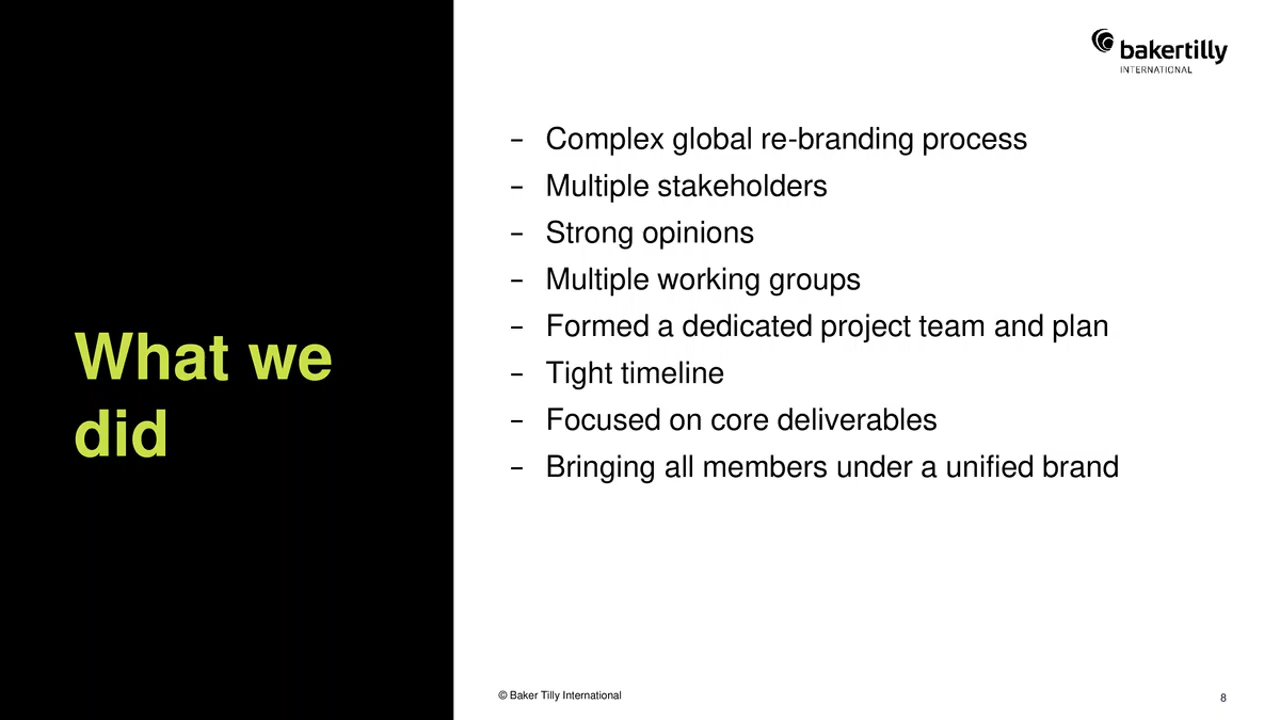 bakertilly
INTERNATIONAL
What we
did
– Complex global re-branding process
– Multiple stakeholders
– Strong opinions
– Multiple working groups
– Formed a dedicated project team and plan
– Tight timeline
– Focused on core deliverables
– Bringing all members under a unified brand
© Baker Tilly International
8